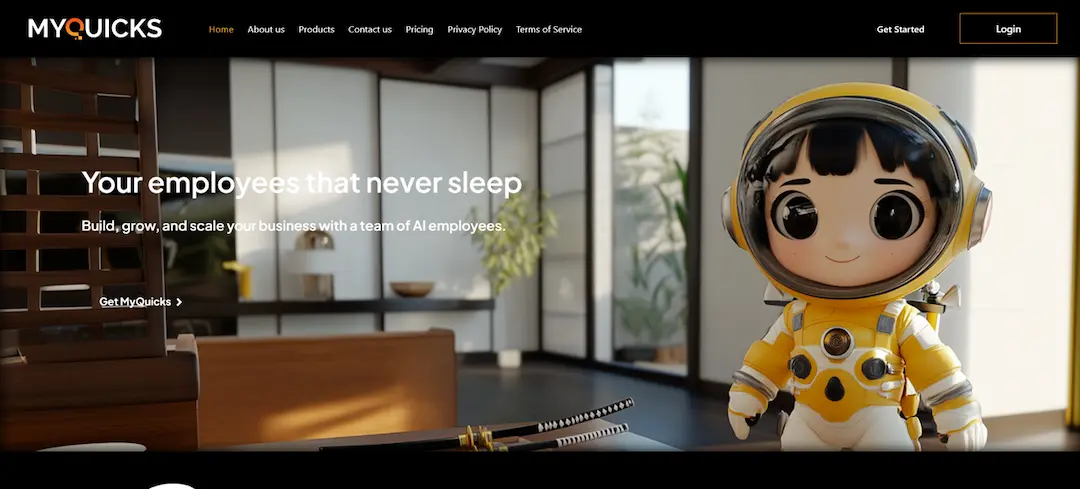 MYQUICKS
Home About us Products Contact us Pricing Privacy Policy Terms of Service Get Started Login
Your employees that never sleep
Build, grow, and scale your business with a team of AI employees.
Get MyQuicks